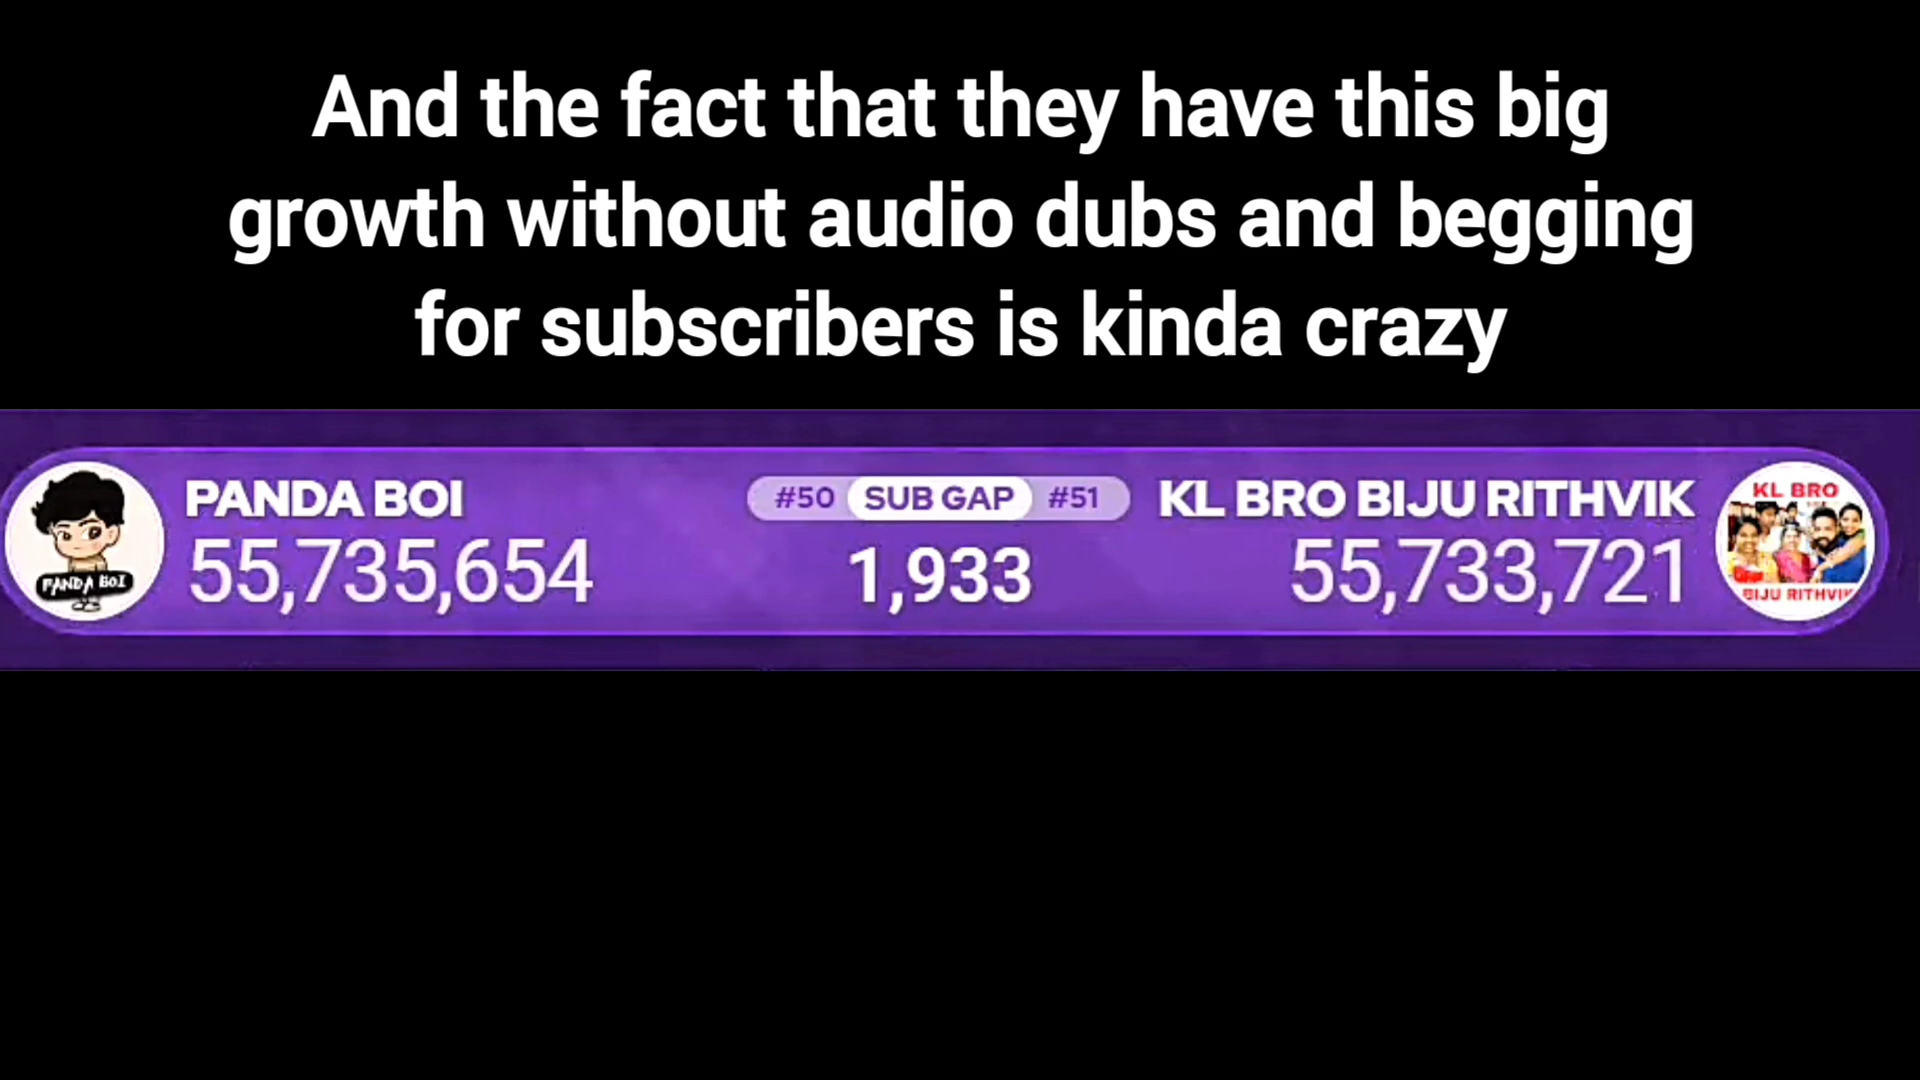 And the fact that they have this big
growth without audio dubs and begging
for subscribers is kinda crazy
PANDA BOI
55,735,654
PANDA BOI
#50 SUB GAP #51
1,933
KL BRO BIJU RITHVIK
55,733,721
KL BRO
BIJU RITHVIK